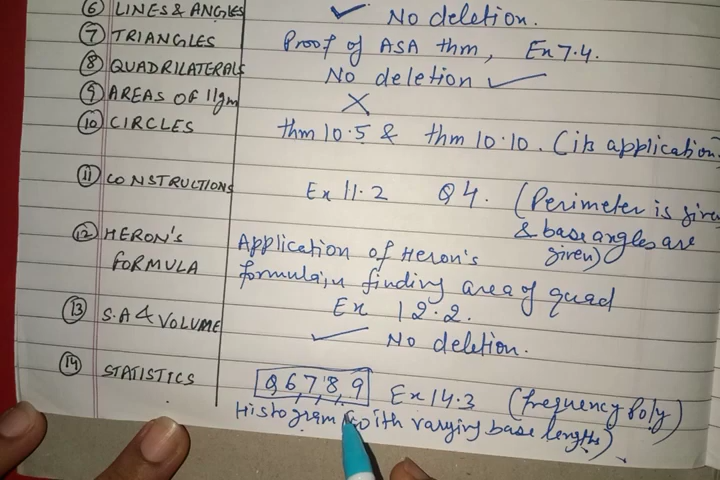 ⑥ LINES & ANGLES ✓ No deletion.
⑦ TRIANGLES Proof of ASA thm, Ex 7.4.
⑧ QUADRILATERALS No deletion ✓
⑨ AREAS OF llgm ✗
⑩ CIRCLES thm 10.5 & thm 10.10. (its application
⑪ CONSTRUCTIONS Ex 11.2 Q 4. (Perimeter is given
& base angles are
given)
⑫ HERON'S Application of Heron's
FORMULA formula, finding area of quad
Ex 12.2.
⑬ S.A & VOLUME ✓ No deletion.
⑭ STATISTICS Q 6, 7, 8, 9 Ex 14.3 (frequency Poly)
Histogram with varying base lengths).